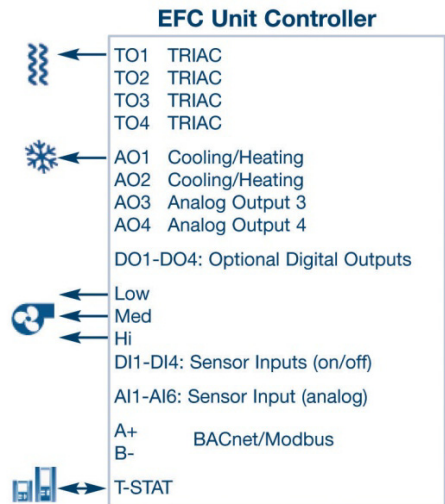 EFC Unit Controller
TO1 TRIAC
TO2 TRIAC
TO3 TRIAC
TO4 TRIAC
AO1 Cooling/Heating
AO2 Cooling/Heating
AO3 Analog Output 3
AO4 Analog Output 4
DO1-DO4: Optional Digital Outputs
Low
Med
Hi
DI1-DI4: Sensor Inputs (on/off)
AI1-AI6: Sensor Input (analog)
A+
BACnet/Modbus
B-
T-STAT